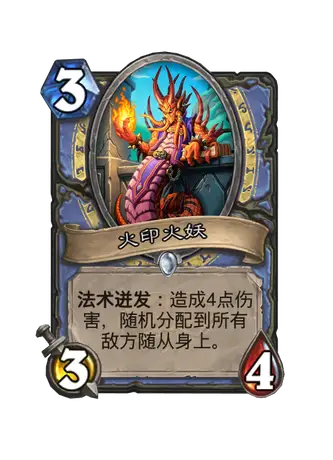 3
火印火妖
法术迸发：造成4点伤
害，随机分配到所有
敌方随从身上。
3
4